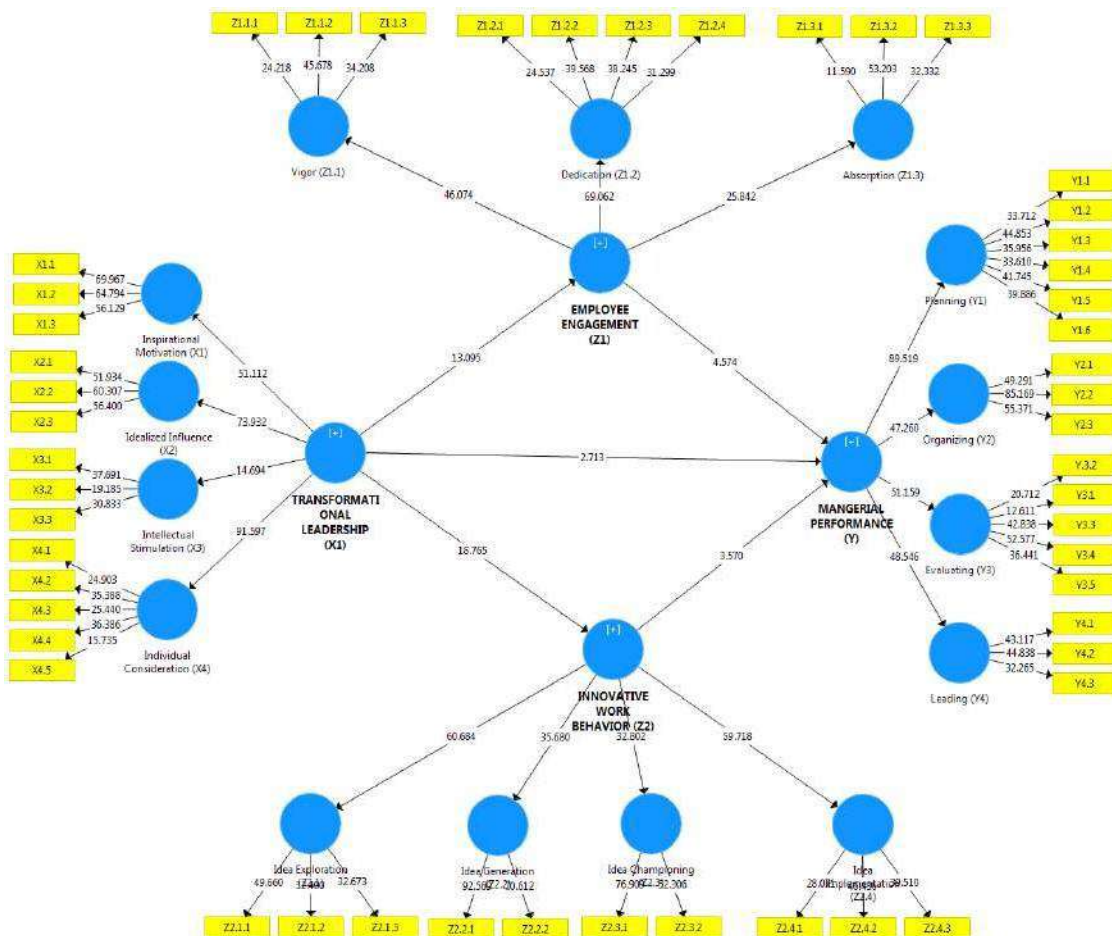 Z1.1.1 Z1.1.2 Z1.1.3 Z1.2.1 Z1.2.2 Z1.2.3 Z1.2.4 Z1.3.1 Z1.3.2 Z1.3.3
24.218 45.678 34.208 24.537 39.568 38.245 31.299 11.590 53.203 32.332
Vigor (Z1.1)
Dedication (Z1.2)
Absorption (Z1.3)
46.074
69.062
25.842
[+]
EMPLOYEE
ENGAGEMENT
(Z1)
X1.1
X1.2
X1.3
69.967
64.794
56.129
Inspirational
Motivation (X1)
X2.1
X2.2
X2.3
51.934
60.307
56.400
Idealized Influence
(X2)
X3.1
X3.2
X3.3
37.691
19.185
30.833
Intellectual
Stimulation (X3)
X4.1
X4.2
X4.3
X4.4
X4.5
24.903
35.388
25.440
36.386
15.735
Individual
Consideration (X4)
51.112
73.932
14.694
91.597
[+]
TRANSFORMATI
ONAL
LEADERSHIP
(X1)
13.095
4.574
2.713
18.765
3.570
[+]
MANGERIAL
PERFORMANCE
(Y)
89.519
47.260
51.159
48.546
Planning (Y1)
33.712
44.853
35.956
33.610
41.745
39.886
Y1.1
Y1.2
Y1.3
Y1.4
Y1.5
Y1.6
Organizing (Y2)
49.291
85.169
55.371
Y2.1
Y2.2
Y2.3
Evaluating (Y3)
20.712
12.611
42.838
52.577
36.441
Y.3.2
Y3.1
Y3.3
Y3.4
Y3.5
Leading (Y4)
43.117
44.838
32.265
Y4.1
Y4.2
Y4.3
[+]
INNOVATIVE
WORK
BEHAVIOR (Z2)
60.684 35.680 32.802 59.718
Idea Exploration
Idea Generation
Idea Championing
Idea
Implementation
(Z2.4)
49.660 32.673
76.909 52.306
39.510
Z2.1.1 Z2.1.2 Z2.1.3 Z2.2.1 Z2.2.2 Z2.3.1 Z2.3.2 Z2.4.1 Z2.4.2 Z2.4.3